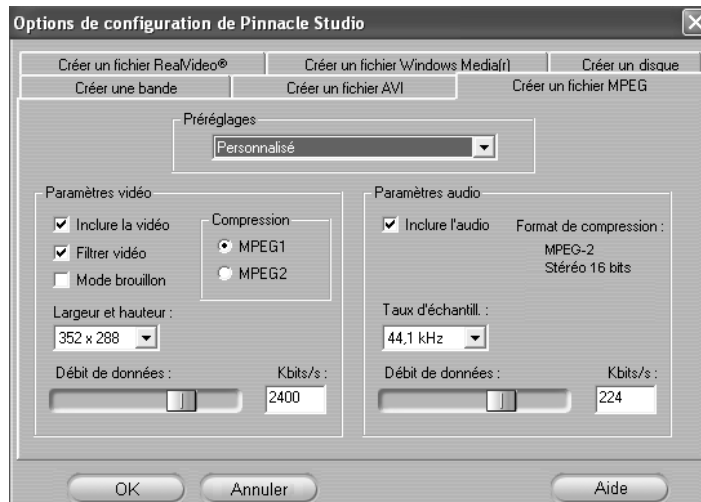 Options de configuration de Pinnacle Studio
Créer un fichier RealVideo®
Créer un fichier Windows Media(r)
Créer un disque
Créer une bande
Créer un fichier AVI
Créer un fichier MPEG
Préréglages
Personnalisé
Paramètres vidéo
Inclure la vidéo
Filtrer vidéo
Mode brouillon
Compression
MPEG1
MPEG2
Largeur et hauteur :
352 x 288
Débit de données :
Kbits/s :
2400
Paramètres audio
Inclure l'audio
Format de compression :
MPEG-2
Stéréo 16 bits
Taux d'échantill. :
44,1 kHz
Débit de données :
Kbits/s :
224
OK
Annuler
Aide